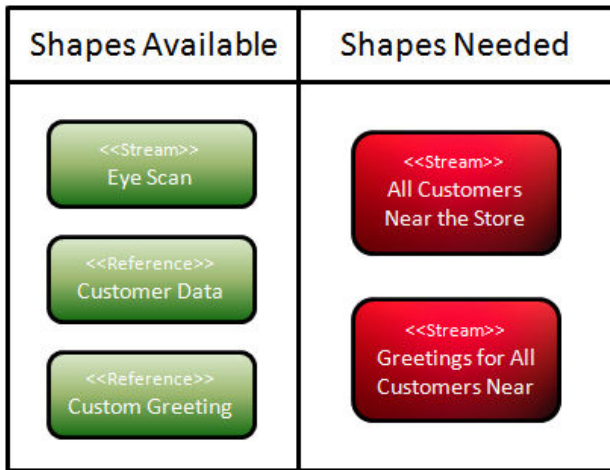 Shapes Available
Shapes Needed
<<Stream>>
Eye Scan
<<Reference>>
Customer Data
<<Reference>>
Custom Greeting
<<Stream>>
All Customers
Near the Store
<<Stream>>
Greetings for All
Customers Near